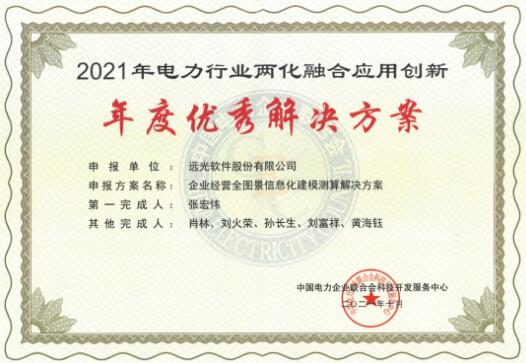 2021年电力行业两化融合应用创新
年度优秀解决方案
申报单位： 远光软件股份有限公司
申报方案名称： 企业经营全图景信息化建模测算解决方案
第一完成人： 张宏伟
其他完成人： 肖林、刘火荣、孙长生、刘富祥、黄海钰
中国电力企业联合会科技开发服务中心
二〇二一年十月